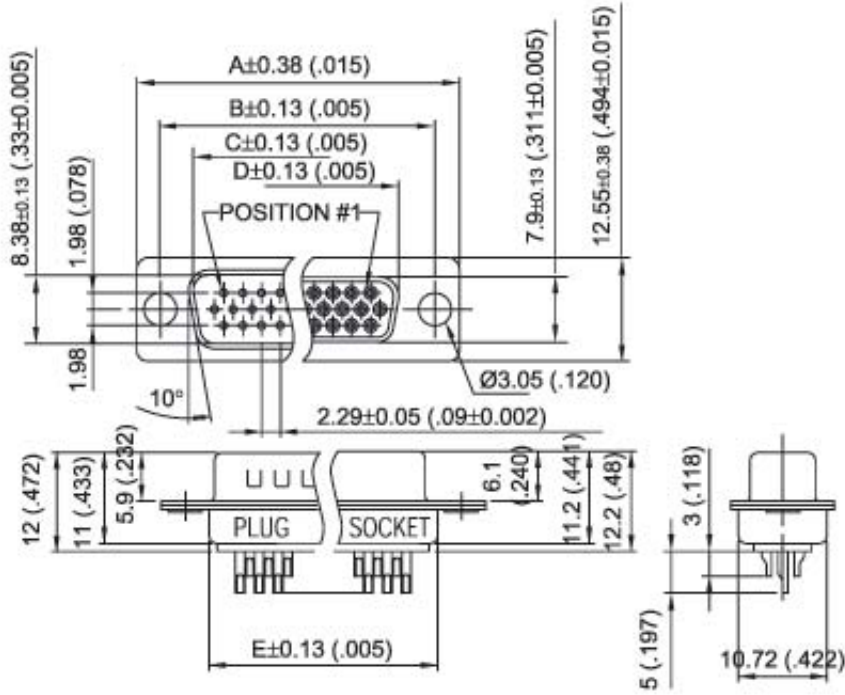 A±0.38 (.015)
B±0.13 (.005)
C±0.13 (.005)
D±0.13 (.005)
POSITION #1
8.38±0.13 (.33±0.005)
1.98 (.078)
1.98
7.9±0.13 (.311±0.005)
12.55±0.38 (.494±0.015)
Ø3.05 (.120)
10°
2.29±0.05 (.09±0.002)
12 (.472)
11 (.433)
5.9 (.232)
PLUG
SOCKET
6.1
(.240)
11.2 (.441)
12.2 (.48)
3 (.118)
E±0.13 (.005)
5 (.197)
10.72 (.422)